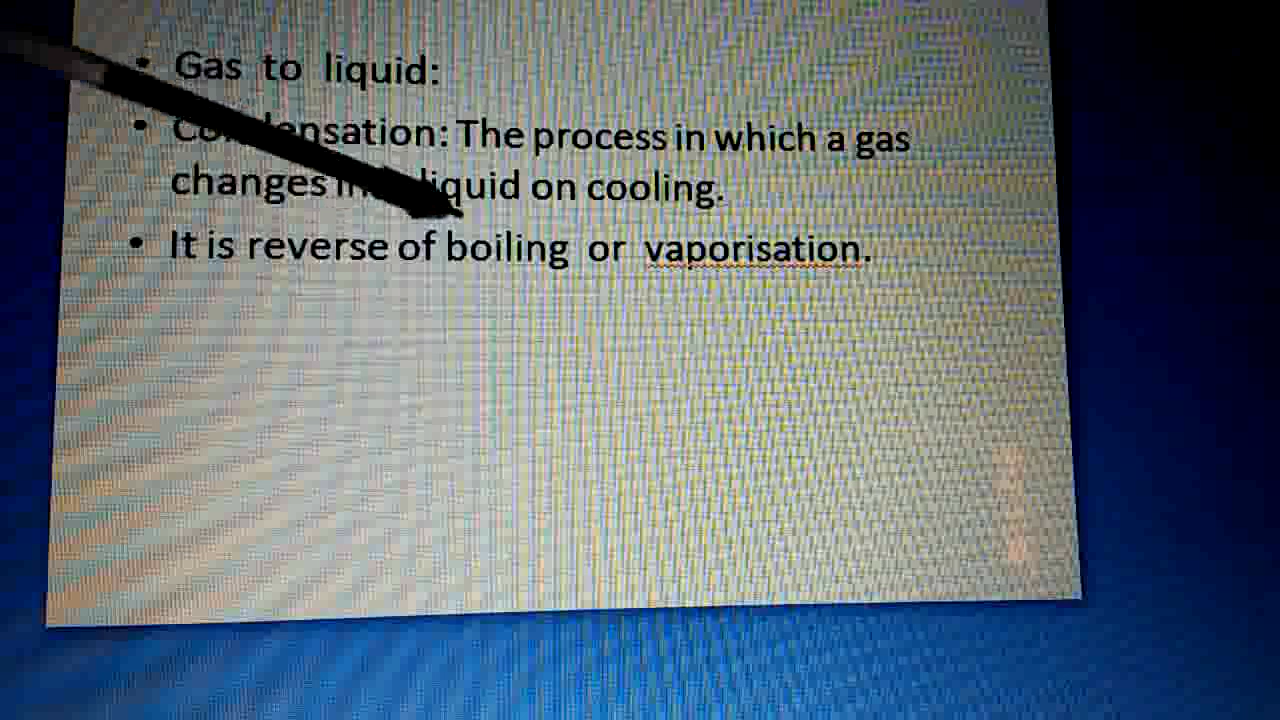 • Gas to liquid:
• Condensation: The process in which a gas
changes liquid on cooling.
• It is reverse of boiling or vaporisation.